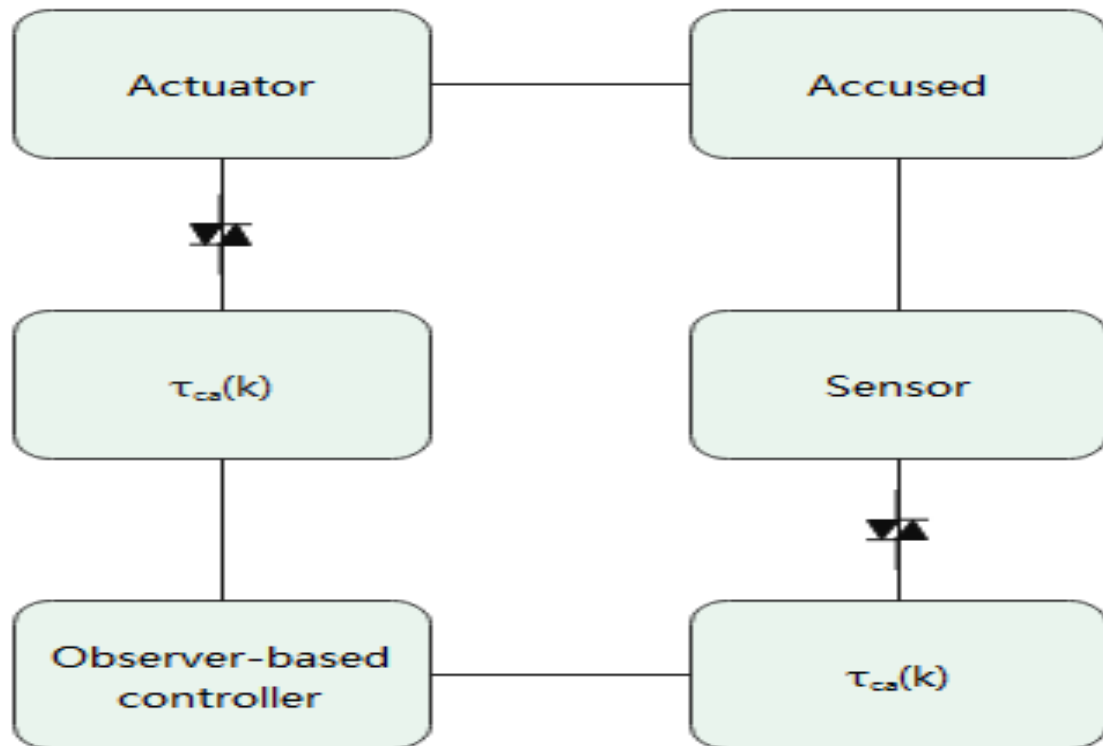 Actuator
Accused
τca(k)
Sensor
Observer-based
controller
τca(k)